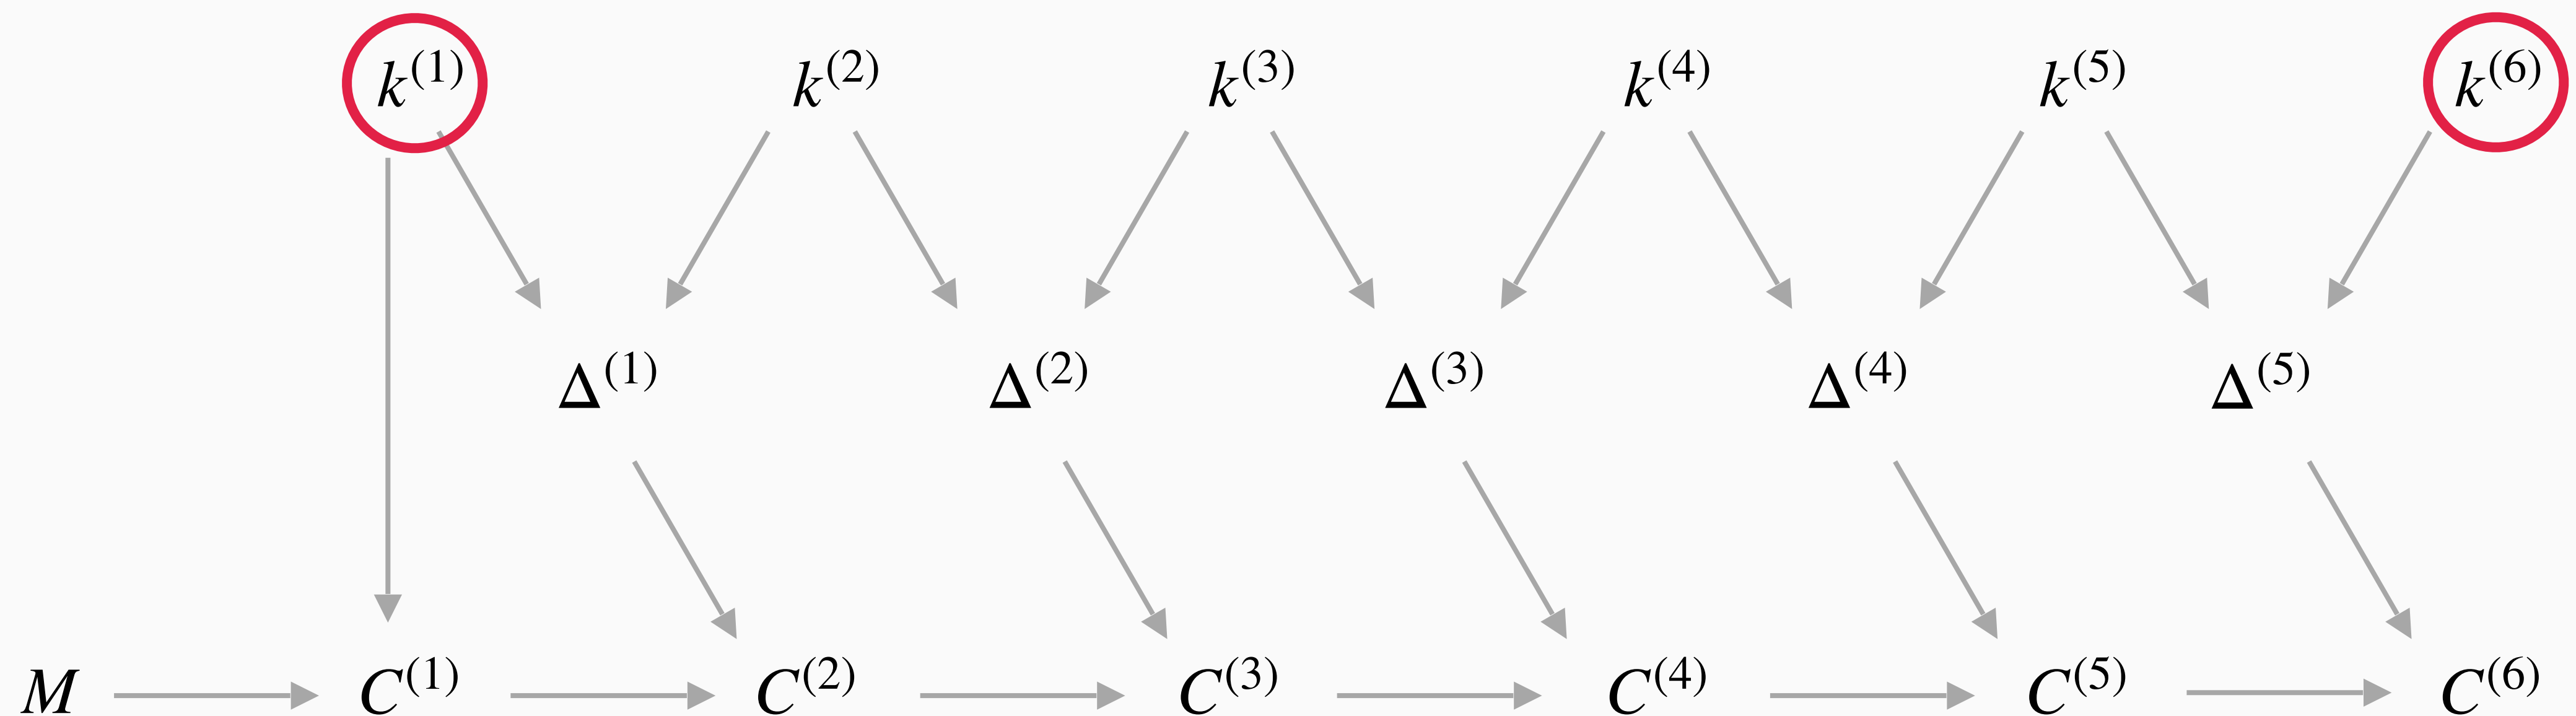 k^(1) k^(2) k^(3) k^(4) k^(5) k^(6)
Δ^(1) Δ^(2) Δ^(3) Δ^(4) Δ^(5)
M C^(1) C^(2) C^(3) C^(4) C^(5) C^(6)